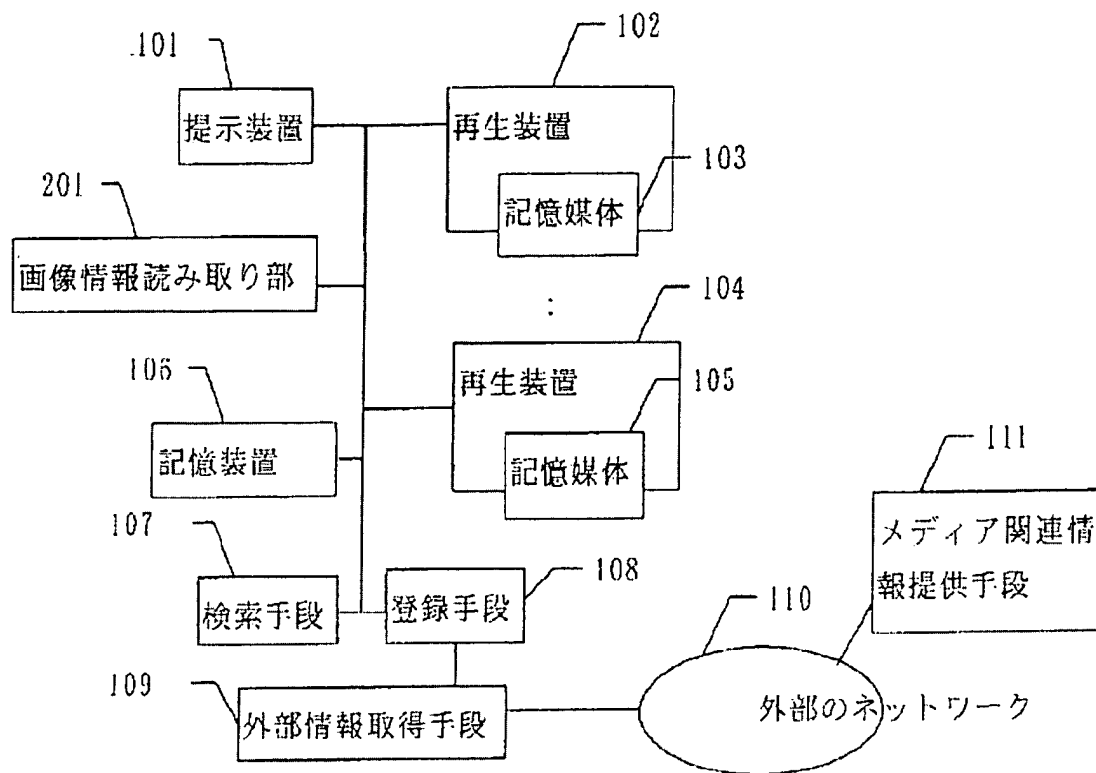 101
提示装置
102
再生装置
103
記憶媒体
201
画像情報読み取り部
:
104
再生装置
105
記憶媒体
106
記憶装置
107
検索手段
108
登録手段
109
外部情報取得手段
110
外部のネットワーク
111
メディア関連情
報提供手段